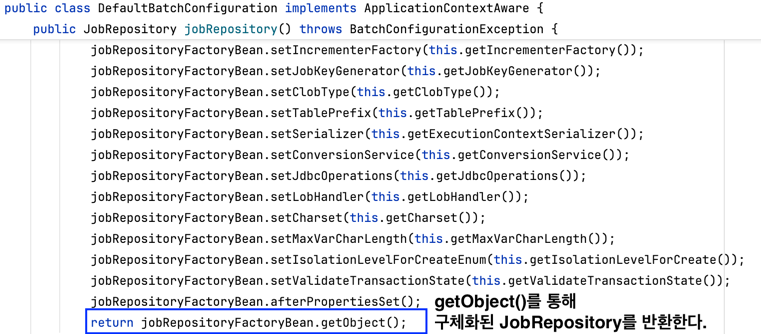 public class DefaultBatchConfiguration implements ApplicationContextAware {
public JobRepository jobRepository() throws BatchConfigurationException {
jobRepositoryFactoryBean.setIncrementerFactory(this.getIncrementerFactory());
jobRepositoryFactoryBean.setJobKeyGenerator(this.getJobKeyGenerator());
jobRepositoryFactoryBean.setClobType(this.getClobType());
jobRepositoryFactoryBean.setTablePrefix(this.getTablePrefix());
jobRepositoryFactoryBean.setSerializer(this.getExecutionContextSerializer());
jobRepositoryFactoryBean.setConversionService(this.getConversionService());
jobRepositoryFactoryBean.setJdbcOperations(this.getJdbcOperations());
jobRepositoryFactoryBean.setLobHandler(this.getLobHandler());
jobRepositoryFactoryBean.setCharset(this.getCharset());
jobRepositoryFactoryBean.setMaxVarCharLength(this.getMaxVarCharLength());
jobRepositoryFactoryBean.setIsolationLevelForCreateEnum(this.getIsolationLevelForCreate());
jobRepositoryFactoryBean.setValidateTransactionState(this.getValidateTransactionState());
jobRepositoryFactoryBean.afterPropertiesSet(); getObject()를 통해
return jobRepositoryFactoryBean.getObject(); 구체화된 JobRepository를 반환한다.